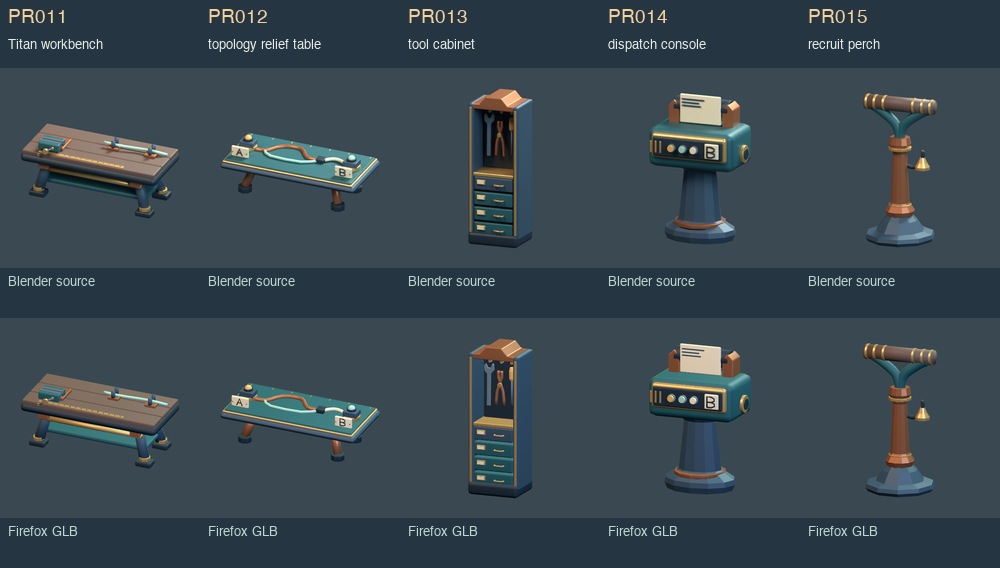 PR011 PR012 PR013 PR014 PR015
Titan workbench topology relief table tool cabinet dispatch console recruit perch
A B B
Blender source Blender source Blender source Blender source Blender source
A B B
Firefox GLB Firefox GLB Firefox GLB Firefox GLB Firefox GLB